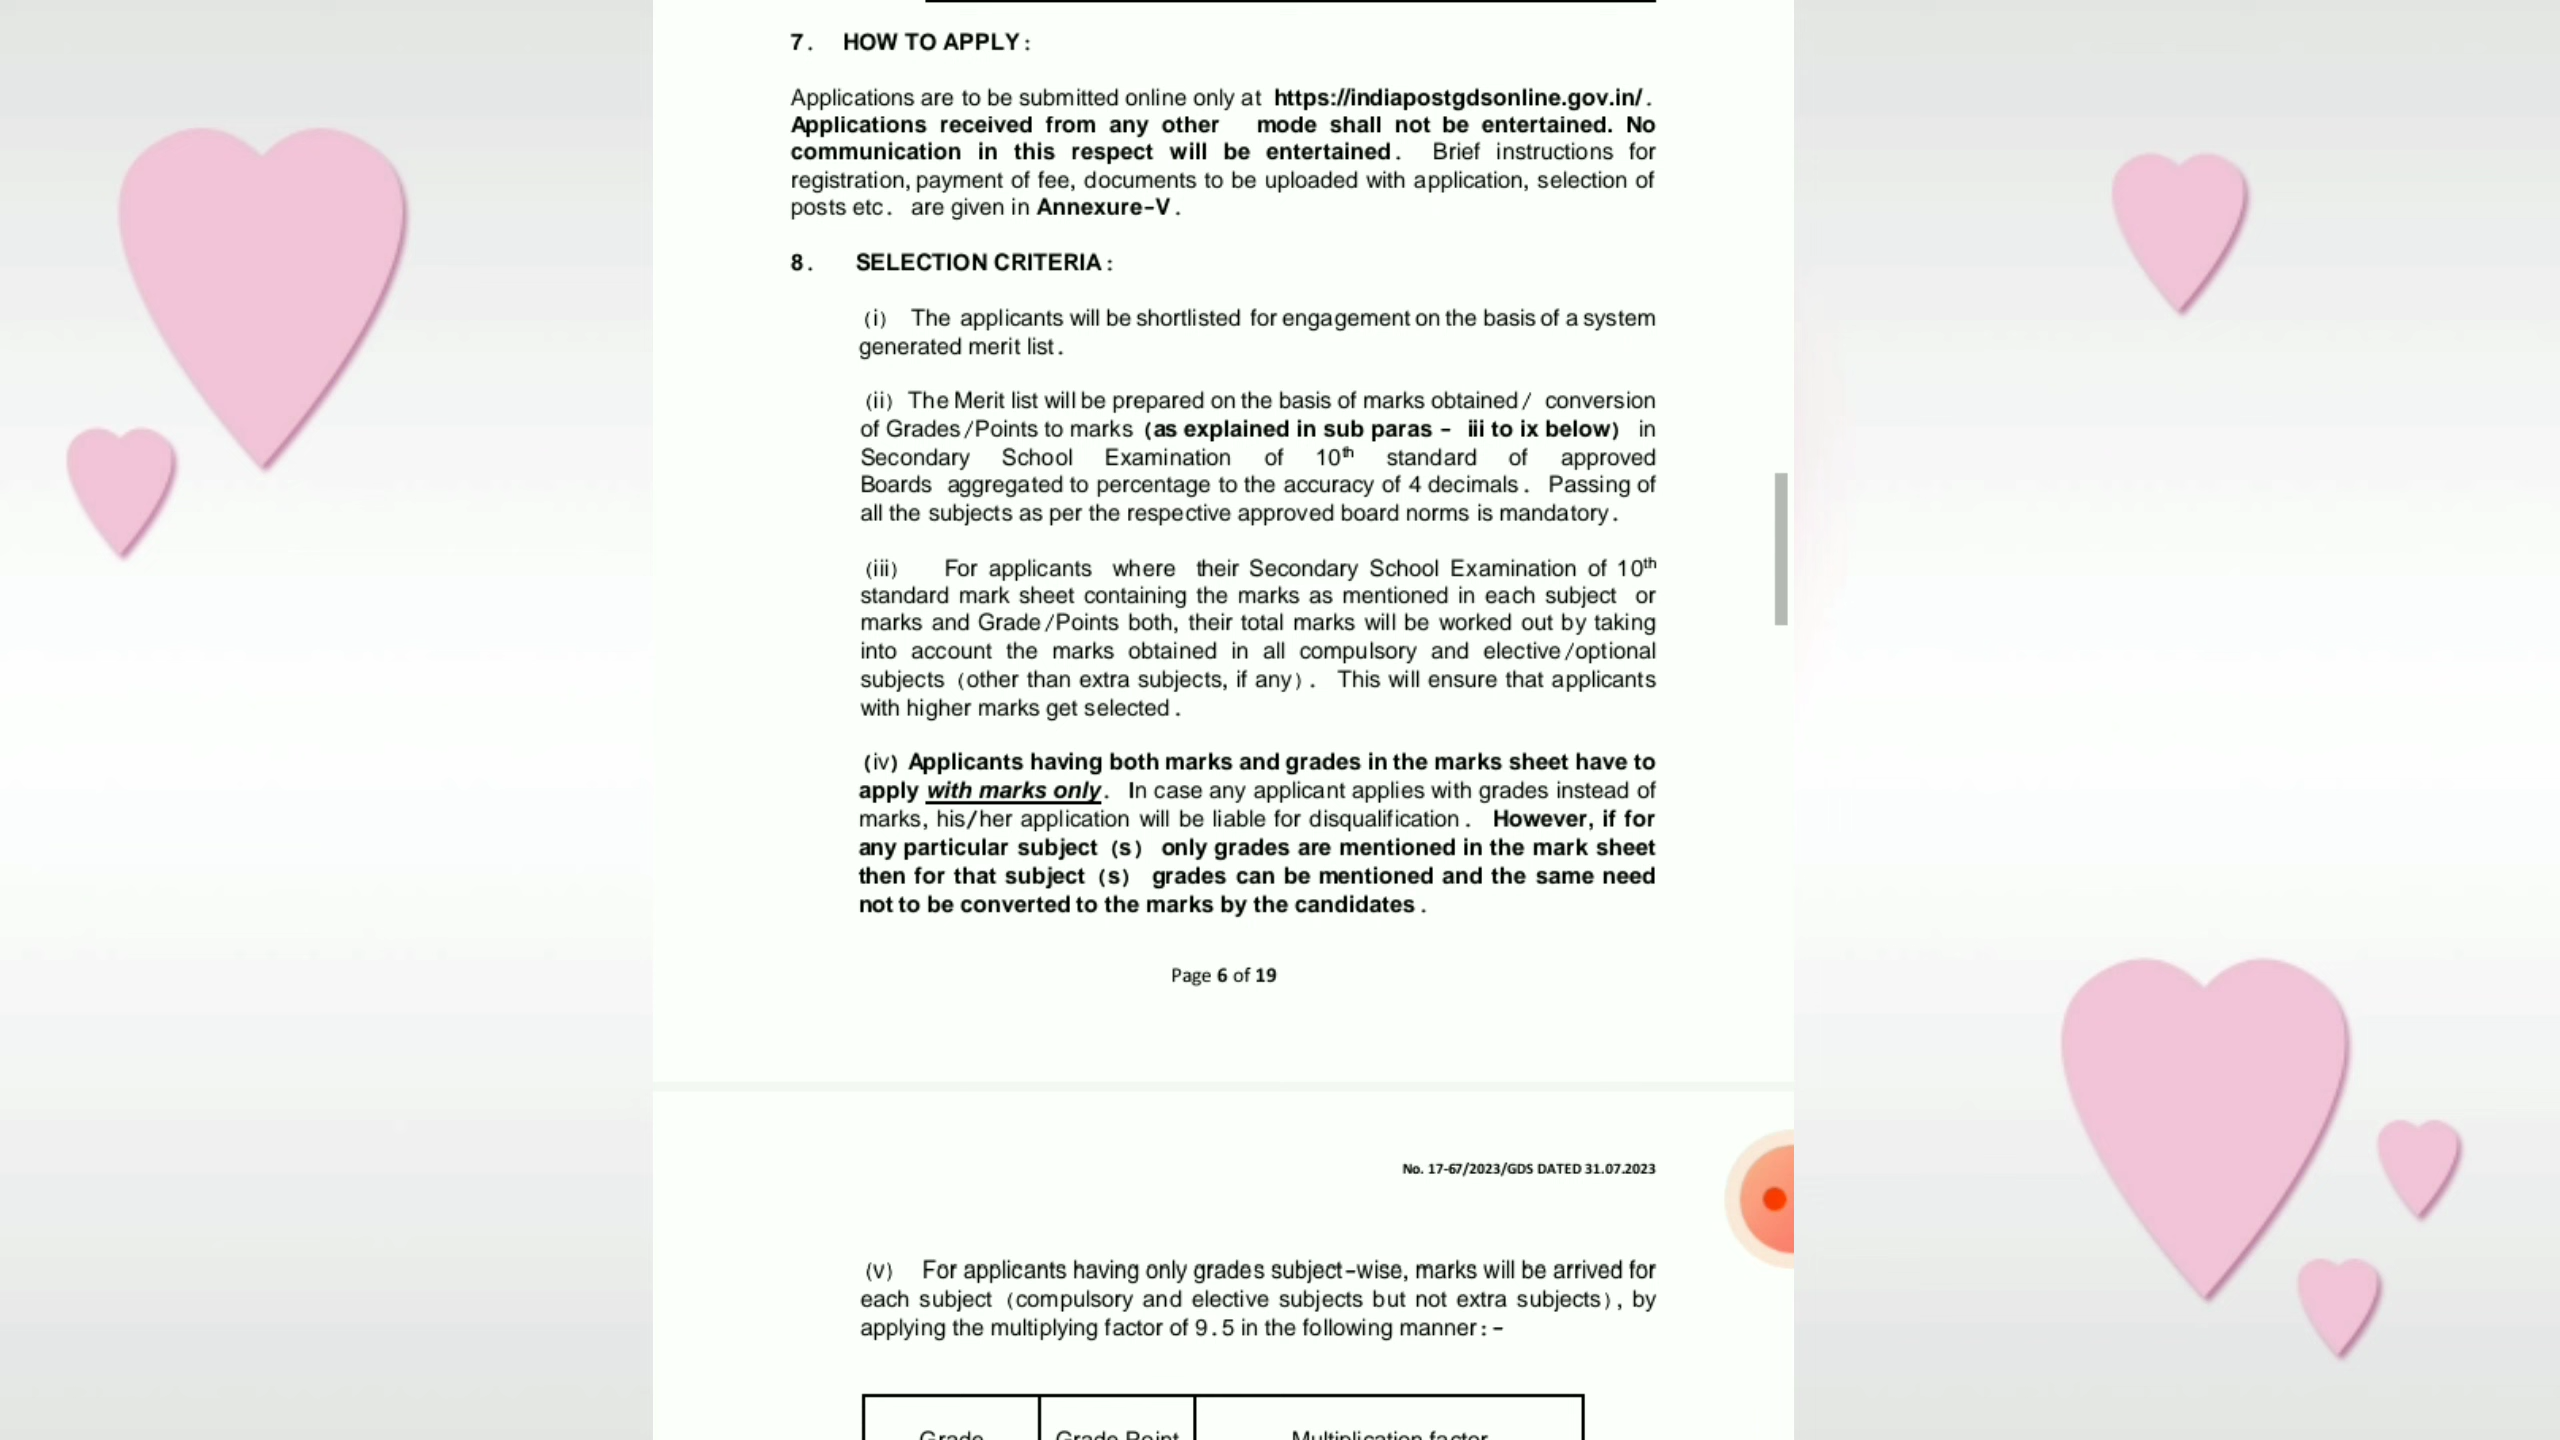 7. HOW TO APPLY:
Applications are to be submitted online only at https://indiapostgdsonline.gov.in/.
Applications received from any other mode shall not be entertained. No
communication in this respect will be entertained. Brief instructions for
registration, payment of fee, documents to be uploaded with application, selection of
posts etc. are given in Annexure-V.
8. SELECTION CRITERIA:
(i) The applicants will be shortlisted for engagement on the basis of a system
generated merit list.
(ii) The Merit list will be prepared on the basis of marks obtained/ conversion
of Grades/Points to marks (as explained in sub paras - iii to ix below) in
Secondary School Examination of 10th standard of approved
Boards aggregated to percentage to the accuracy of 4 decimals. Passing of
all the subjects as per the respective approved board norms is mandatory.
(iii) For applicants where their Secondary School Examination of 10th
standard mark sheet containing the marks as mentioned in each subject or
marks and Grade/Points both, their total marks will be worked out by taking
into account the marks obtained in all compulsory and elective/optional
subjects (other than extra subjects, if any). This will ensure that applicants
with higher marks get selected.
(iv) Applicants having both marks and grades in the marks sheet have to
apply with marks only. In case any applicant applies with grades instead of
marks, his/her application will be liable for disqualification. However, if for
any particular subject (s) only grades are mentioned in the mark sheet
then for that subject (s) grades can be mentioned and the same need
not to be converted to the marks by the candidates.
Page 6 of 19
No. 17-67/2023/GDS DATED 31.07.2023
(v) For applicants having only grades subject-wise, marks will be arrived for
each subject (compulsory and elective subjects but not extra subjects), by
applying the multiplying factor of 9.5 in the following manner:-
Grade Grade Point Multiplication factor